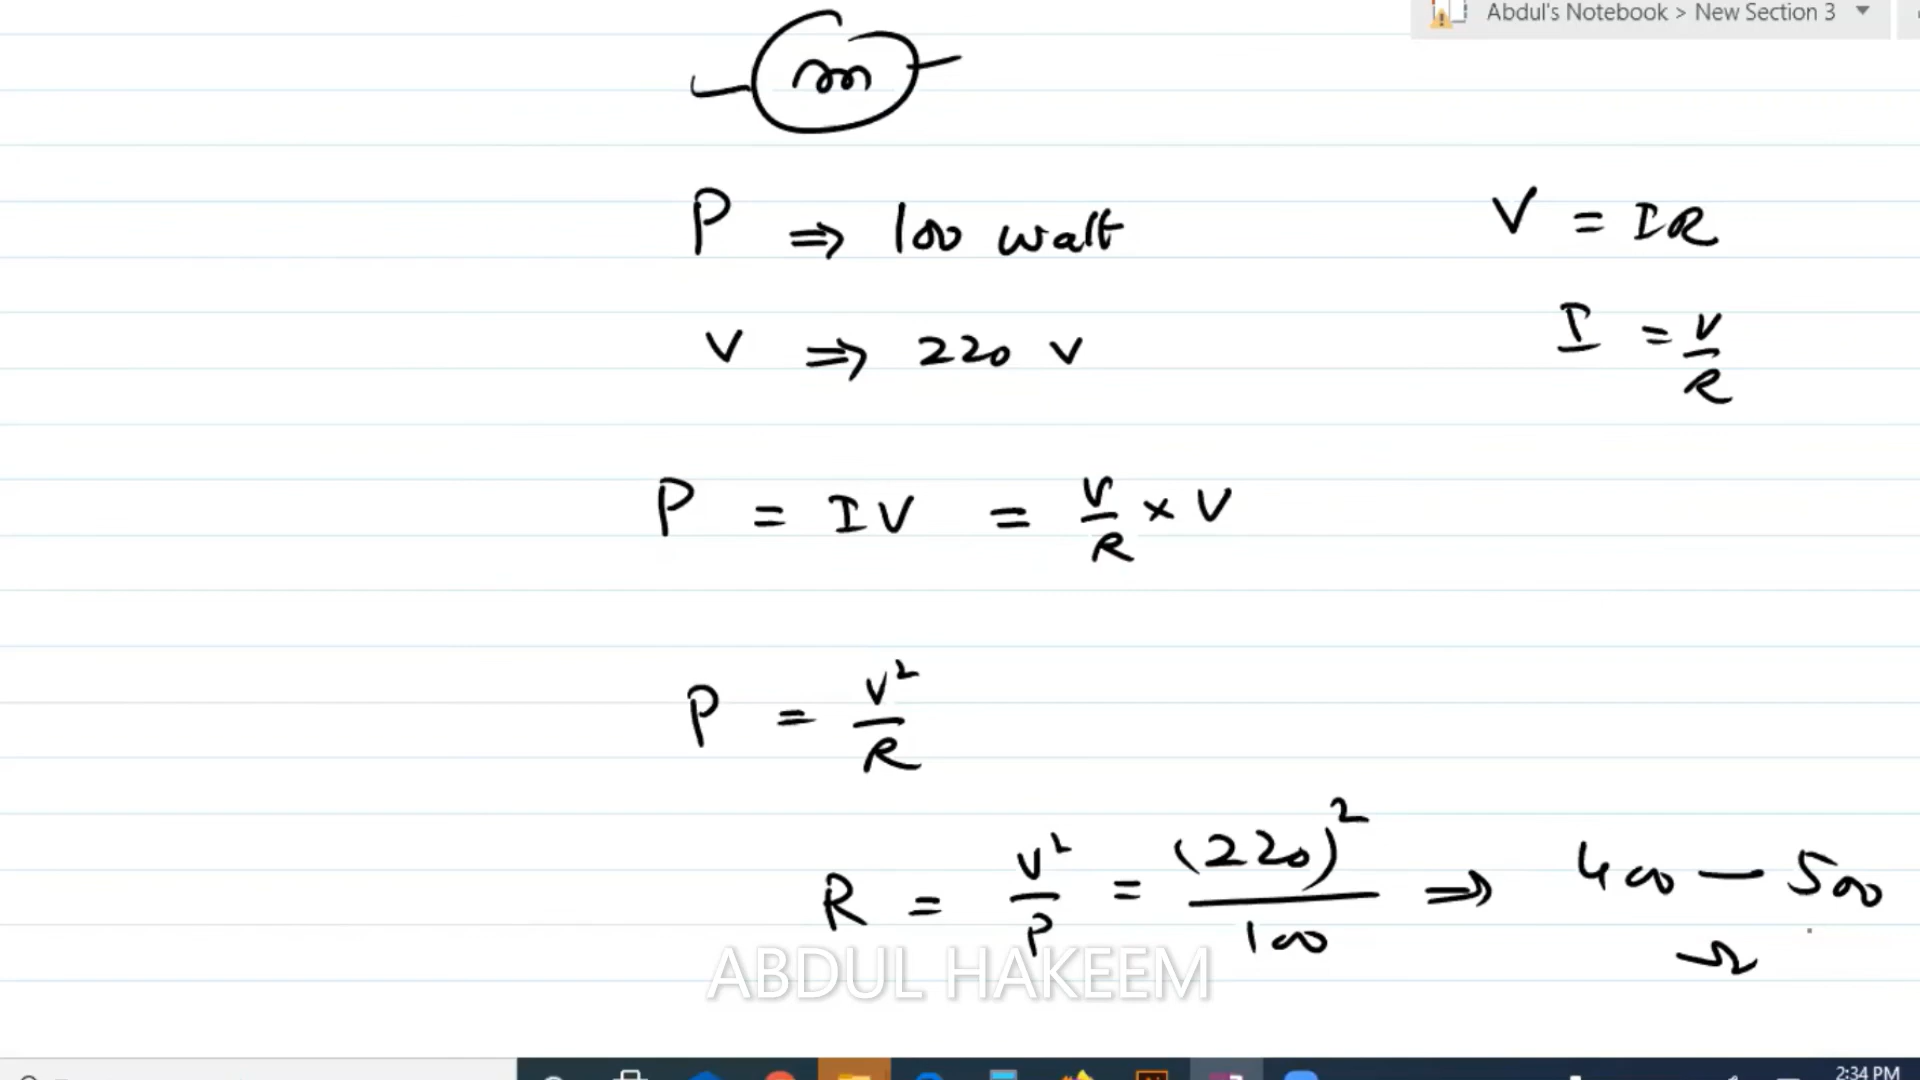 Abdul's Notebook > New Section 3
P ⇒ 100 watt
V = IR
V ⇒ 220 V
I = V/R
P = IV = V/R × V
P = V²/R
R = V²/P = (220)²/100 ⇒ 400 — 500
Ω
ABDUL HAKEEM
2:34 PM